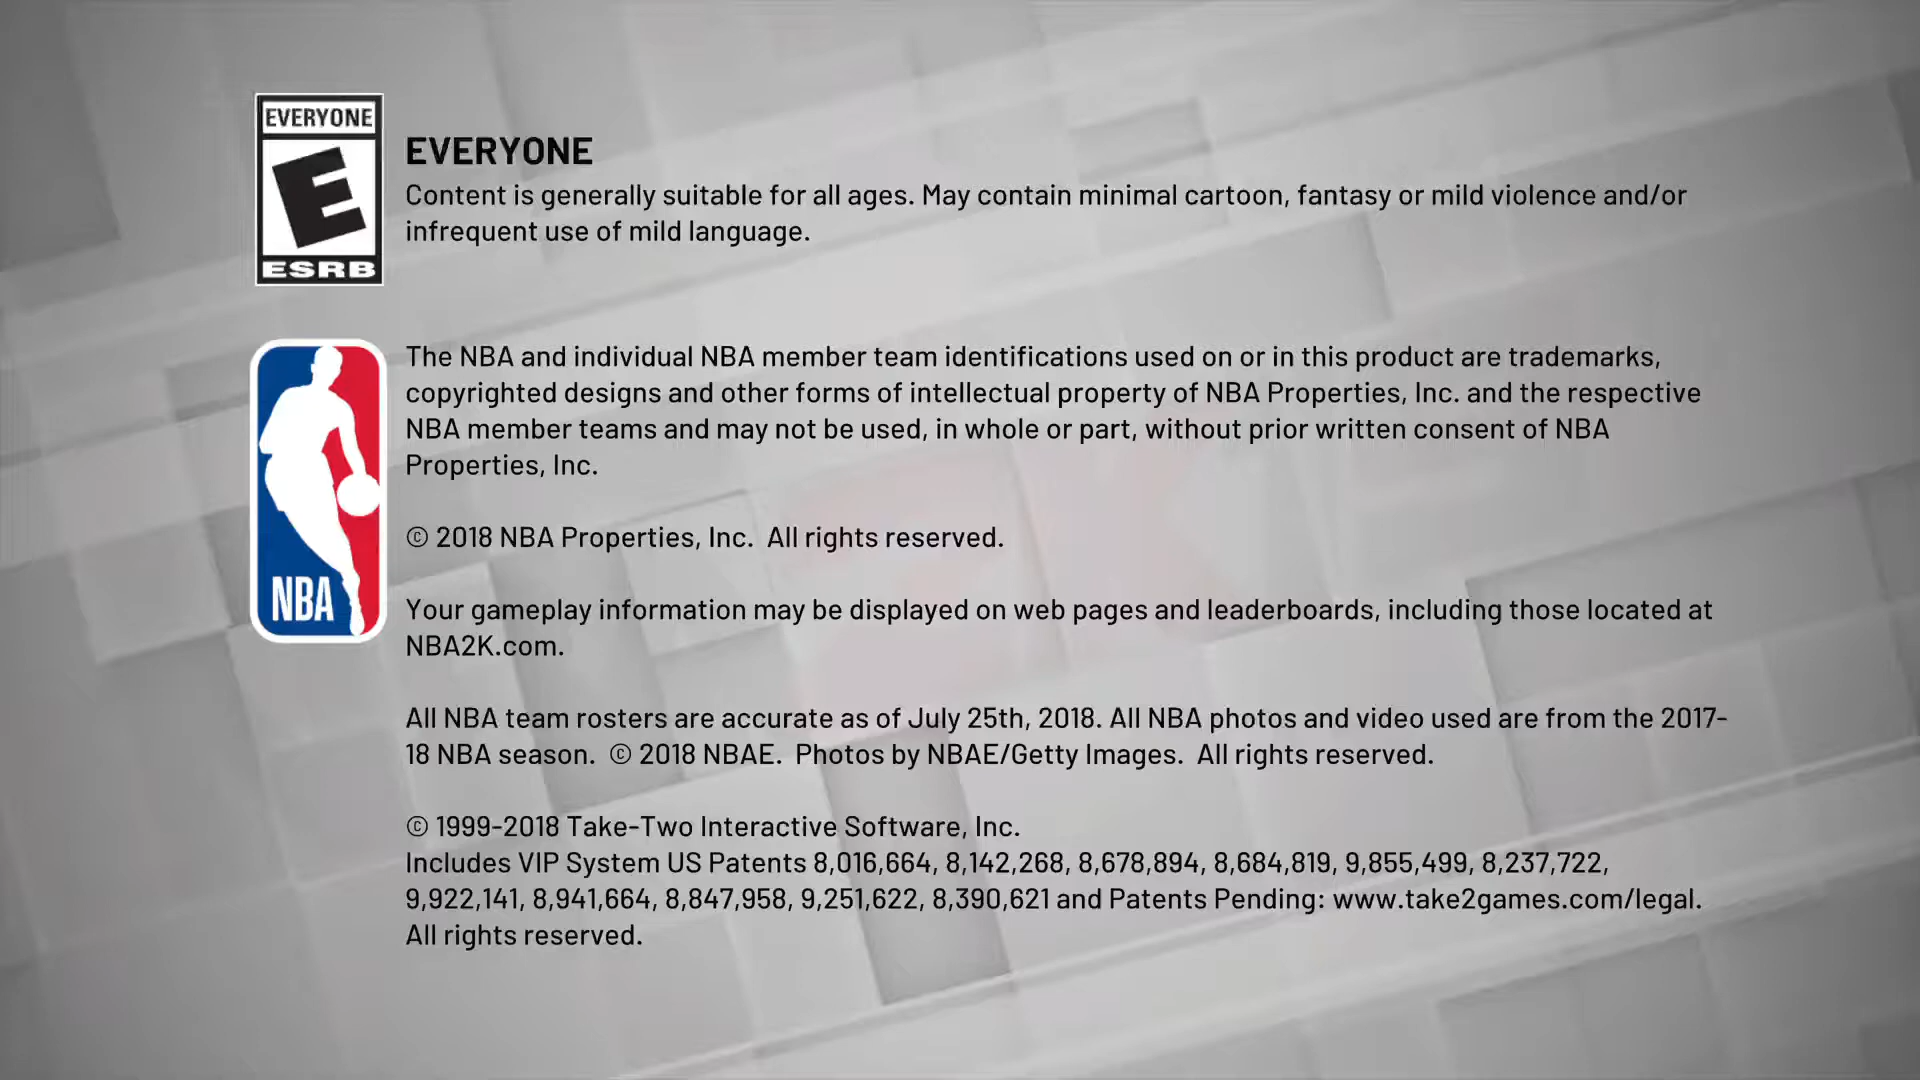 EVERYONE
E
ESRB
EVERYONE
Content is generally suitable for all ages. May contain minimal cartoon, fantasy or mild violence and/or
infrequent use of mild language.
NBA
The NBA and individual NBA member team identifications used on or in this product are trademarks,
copyrighted designs and other forms of intellectual property of NBA Properties, Inc. and the respective
NBA member teams and may not be used, in whole or part, without prior written consent of NBA
Properties, Inc.
© 2018 NBA Properties, Inc.  All rights reserved.
Your gameplay information may be displayed on web pages and leaderboards, including those located at
NBA2K.com.
All NBA team rosters are accurate as of July 25th, 2018. All NBA photos and video used are from the 2017-
18 NBA season.  © 2018 NBAE.  Photos by NBAE/Getty Images.  All rights reserved.
© 1999-2018 Take-Two Interactive Software, Inc.
Includes VIP System US Patents 8,016,664, 8,142,268, 8,678,894, 8,684,819, 9,855,499, 8,237,722,
9,922,141, 8,941,664, 8,847,958, 9,251,622, 8,390,621 and Patents Pending: www.take2games.com/legal.
All rights reserved.